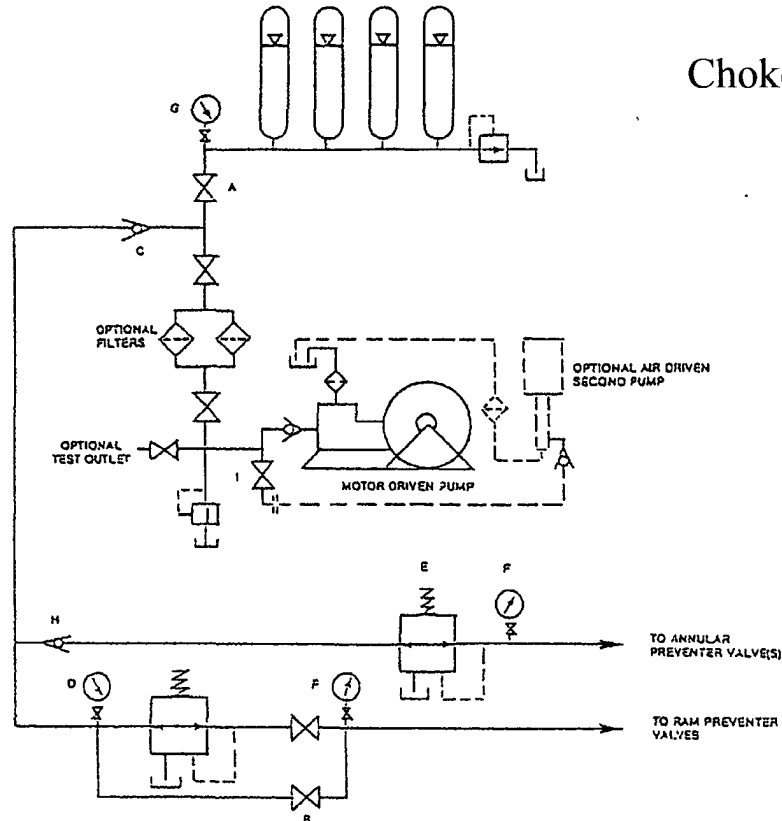 Choke
G
A
C
OPTIONAL
FILTERS
OPTIONAL AIR DRIVEN
SECOND PUMP
OPTIONAL
TEST OUTLET
I
MOTOR DRIVEN PUMP
E
F
H
TO ANNULAR
PREVENTER VALVE(S)
D
F
TO RAM PREVENTER
VALVES
B